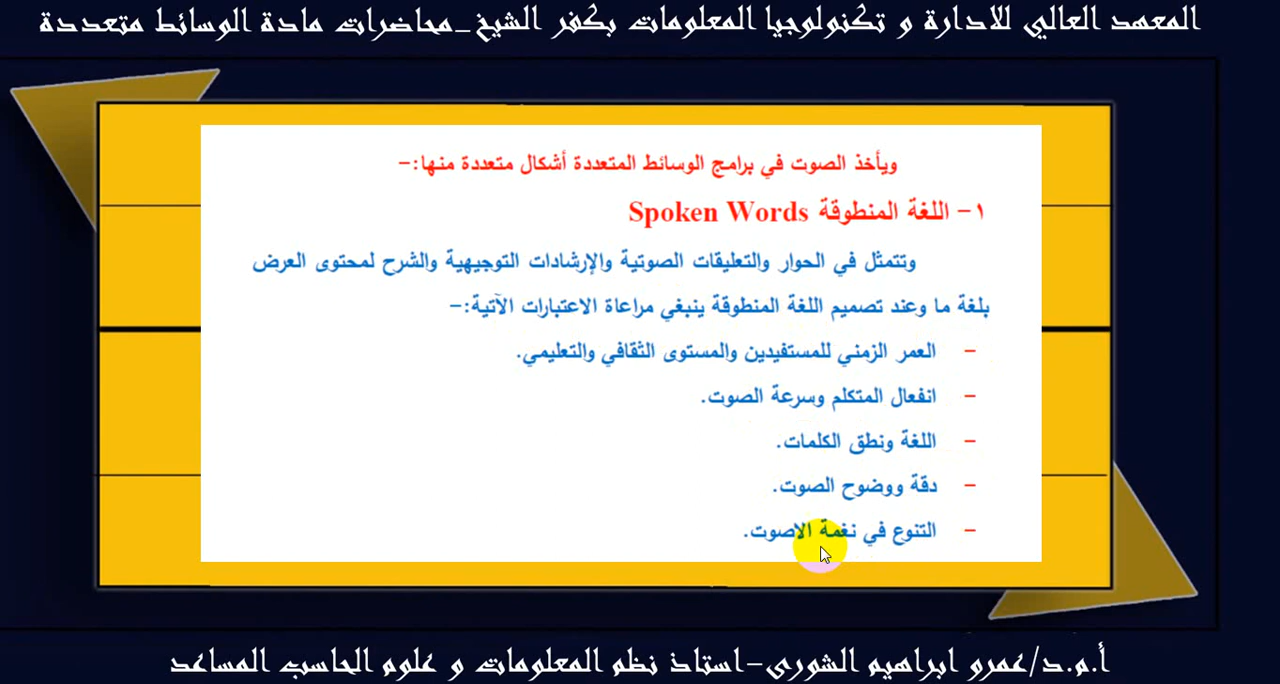 المعهد العالي للادارة و تكنولوجيا المعلومات بكفر الشيخ_محاضرات مادة الوسائط متعددة
ويأخذ الصوت في برامج الوسائط المتعددة أشكال متعددة منها:-
١- اللغة المنطوقة Spoken Words
وتتمثل في الحوار والتعليقات الصوتية والإرشادات التوجيهية والشرح لمحتوى العرض
بلغة ما وعند تصميم اللغة المنطوقة ينبغي مراعاة الاعتبارات الآتية:-
- العمر الزمني للمستفيدين والمستوى الثقافي والتعليمي.
- انفعال المتكلم وسرعة الصوت.
- اللغة ونطق الكلمات.
- دقة ووضوح الصوت.
- التنوع في نغمة الاصوت.
أ.م.د/عمرو ابراهيم الشورى-استاذ نظم المعلومات و علوم الحاسب المساعد